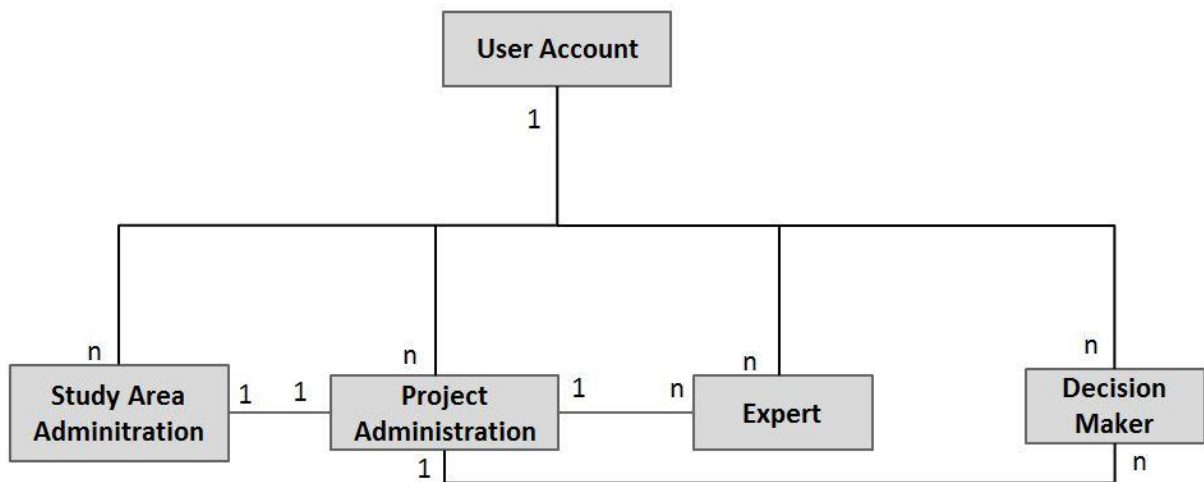 User Account
1
n
n
n
n
Study Area
Adminitration
1
1
Project
Administration
1
n
Expert
Decision
Maker
1
n